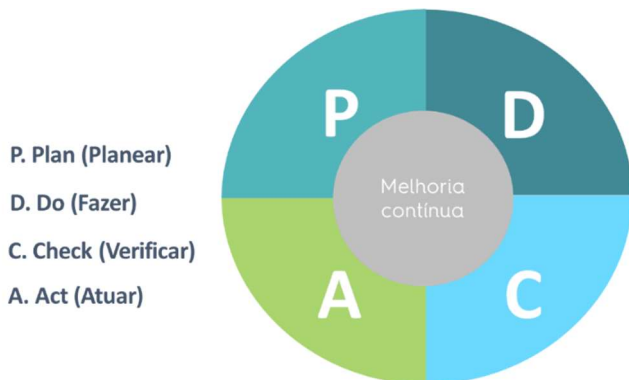 P. Plan (Planear)
D. Do (Fazer)
C. Check (Verificar)
A. Act (Atuar)
P
D
Melhoria
contínua
A
C